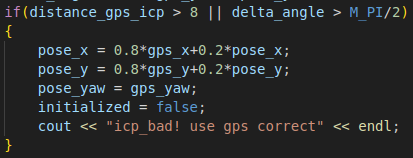 if(distance_gps_icp > 8 || delta_angle > M_PI/2)
{
    pose_x = 0.8*gps_x+0.2*pose_x;
    pose_y = 0.8*gps_y+0.2*pose_y;
    pose_yaw = gps_yaw;
    initialized = false;
    cout << "icp_bad! use gps correct" << endl;
}